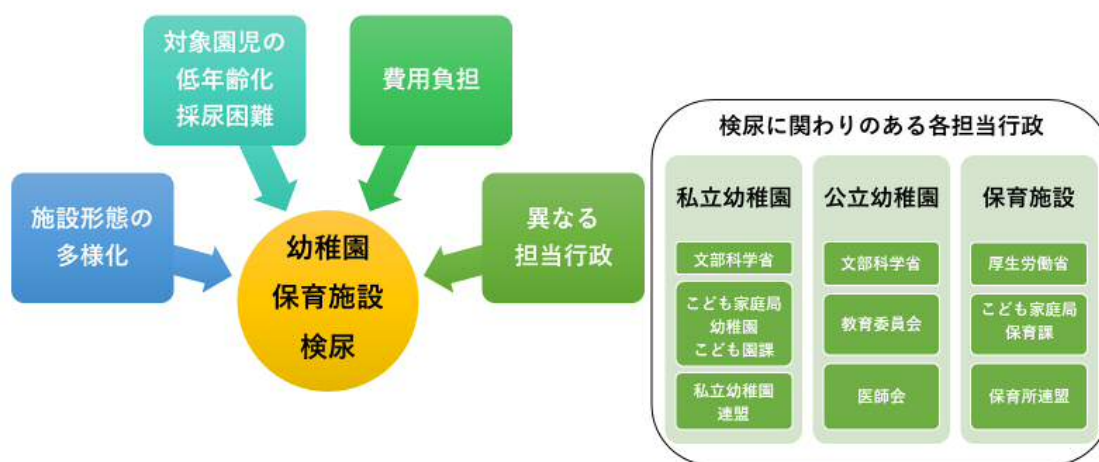 対象園児の
低年齢化
採尿困難
費用負担
施設形態の
多様化
異なる
担当行政
幼稚園
保育施設
検尿
検尿に関わりのある各担当行政
私立幼稚園
文部科学省
こども家庭局
幼稚園
こども園課
私立幼稚園
連盟
公立幼稚園
文部科学省
教育委員会
医師会
保育施設
厚生労働省
こども家庭局
保育課
保育所連盟